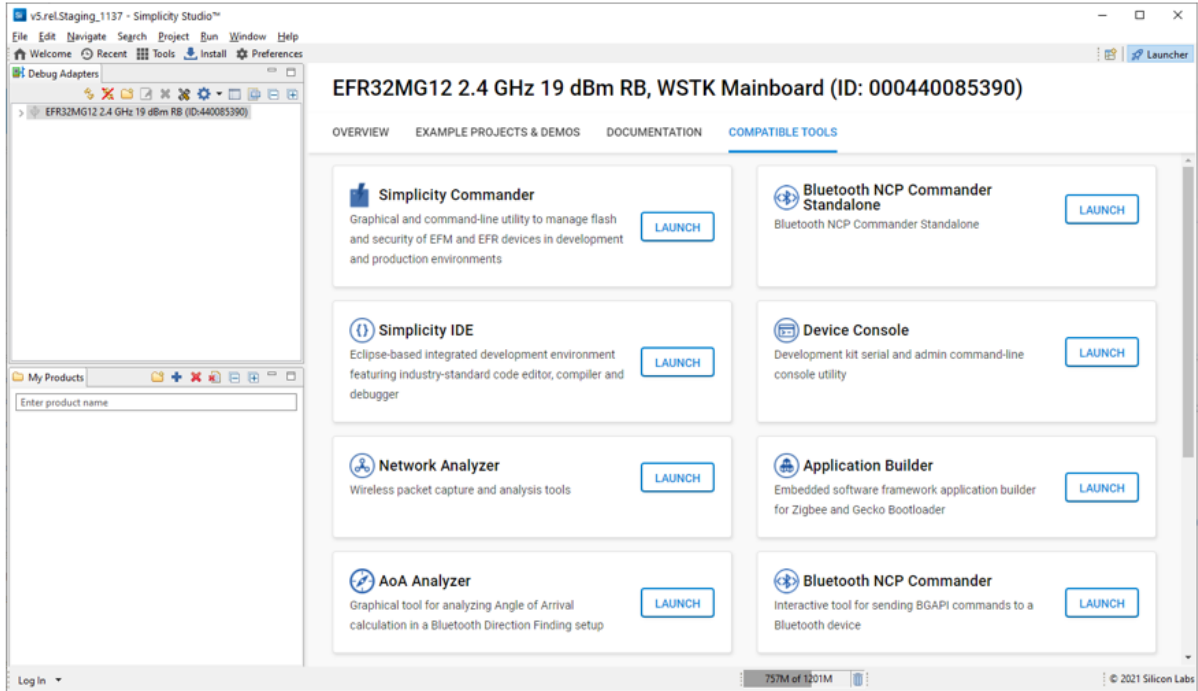 v5.rel.Staging_1137 - Simplicity Studio™
File Edit Navigate Search Project Run Window Help
Welcome Recent Tools Install Preferences
Launcher
Debug Adapters
EFR32MG12 2.4 GHz 19 dBm RB (ID:440085390)
My Products
Enter product name
EFR32MG12 2.4 GHz 19 dBm RB, WSTK Mainboard (ID: 000440085390)
OVERVIEW EXAMPLE PROJECTS & DEMOS DOCUMENTATION COMPATIBLE TOOLS
Simplicity Commander
Graphical and command-line utility to manage flash
and security of EFM and EFR devices in development
and production environments
LAUNCH
Bluetooth NCP Commander
Standalone
Bluetooth NCP Commander Standalone
LAUNCH
Simplicity IDE
Eclipse-based integrated development environment
featuring industry-standard code editor, compiler and
debugger
LAUNCH
Device Console
Development kit serial and admin command-line
console utility
LAUNCH
Network Analyzer
Wireless packet capture and analysis tools
LAUNCH
Application Builder
Embedded software framework application builder
for Zigbee and Gecko Bootloader
LAUNCH
AoA Analyzer
Graphical tool for analyzing Angle of Arrival
calculation in a Bluetooth Direction Finding setup
LAUNCH
Bluetooth NCP Commander
Interactive tool for sending BGAPI commands to a
Bluetooth device
LAUNCH
Log In
757M of 1201M
© 2021 Silicon Labs